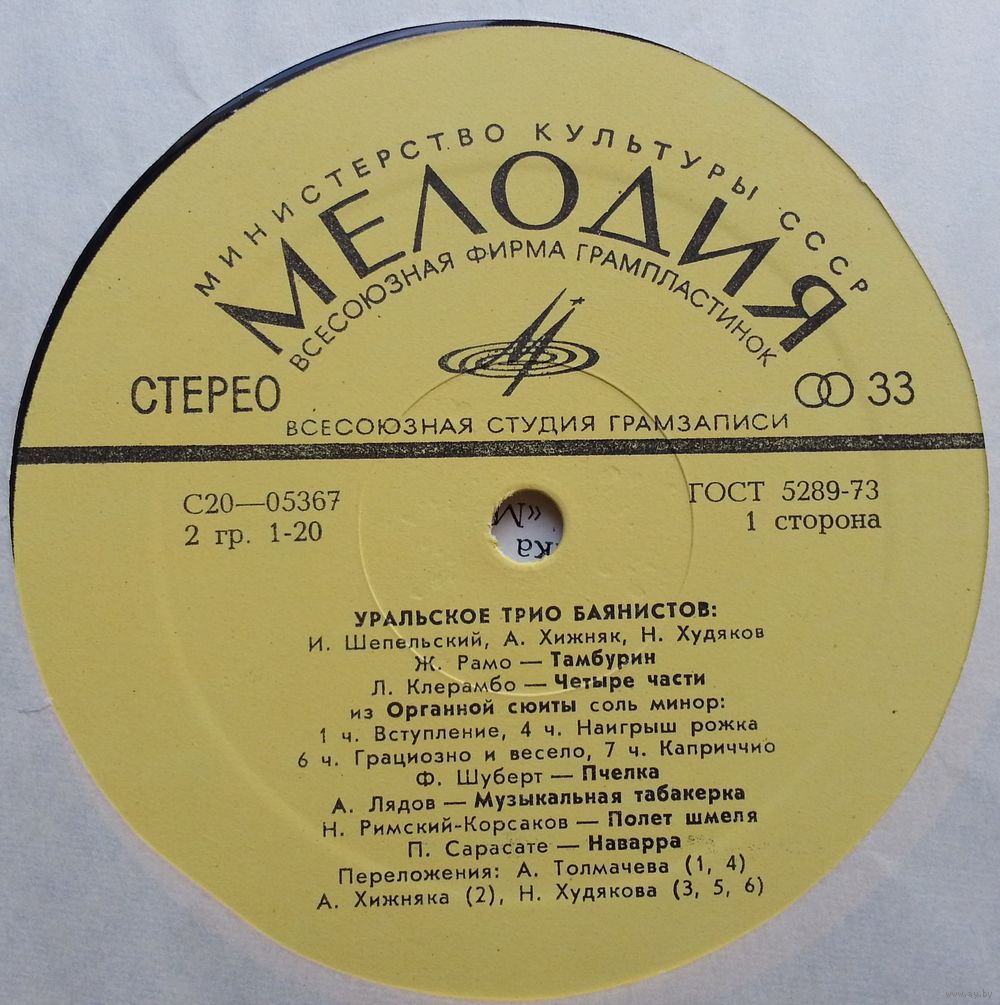 МИНИСТЕРСТВО КУЛЬТУРЫ СССР
МЕЛОДИЯ
ВСЕСОЮЗНАЯ ФИРМА ГРАМПЛАСТИНОК
СТЕРЕО
33
ВСЕСОЮЗНАЯ СТУДИЯ ГРАМЗАПИСИ
С20—05367
ГОСТ 5289-73
2 гр. 1-20
1 сторона
УРАЛЬСКОЕ ТРИО БАЯНИСТОВ:
И. Шепельский, А. Хижняк, Н. Худяков
Ж. Рамо — Тамбурин
Л. Клерамбо — Четыре части
из Органной сюиты соль минор:
1 ч. Вступление, 4 ч. Наигрыш рожка
6 ч. Грациозно и весело, 7 ч. Каприччио
Ф. Шуберт — Пчелка
А. Лядов — Музыкальная табакерка
Н. Римский-Корсаков — Полет шмеля
П. Сарасате — Наварра
Переложения: А. Толмачева (1, 4)
А. Хижняка (2), Н. Худякова (3, 5, 6)
www.ay.by